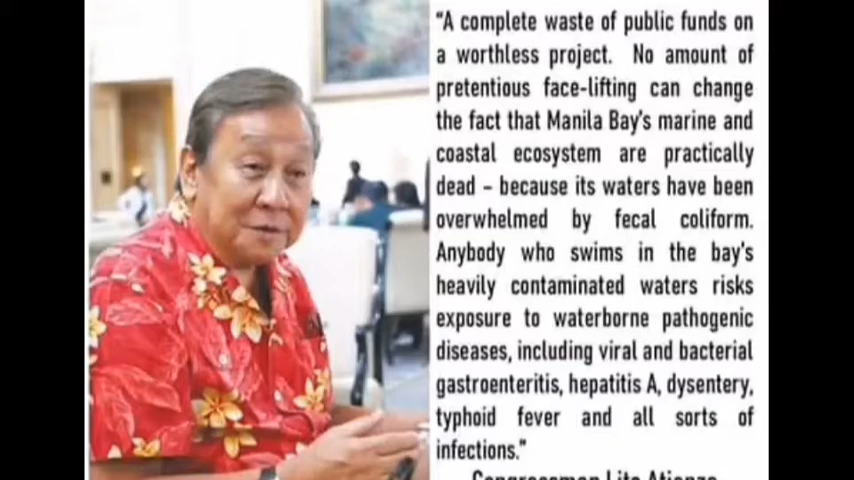 “A complete waste of public funds on
a worthless project. No amount of
pretentious face-lifting can change
the fact that Manila Bay’s marine and
coastal ecosystem are practically
dead – because its waters have been
overwhelmed by fecal coliform.
Anybody who swims in the bay’s
heavily contaminated waters risks
exposure to waterborne pathogenic
diseases, including viral and bacterial
gastroenteritis, hepatitis A, dysentery,
typhoid fever and all sorts of
infections.”
Congressman Lito Atienza